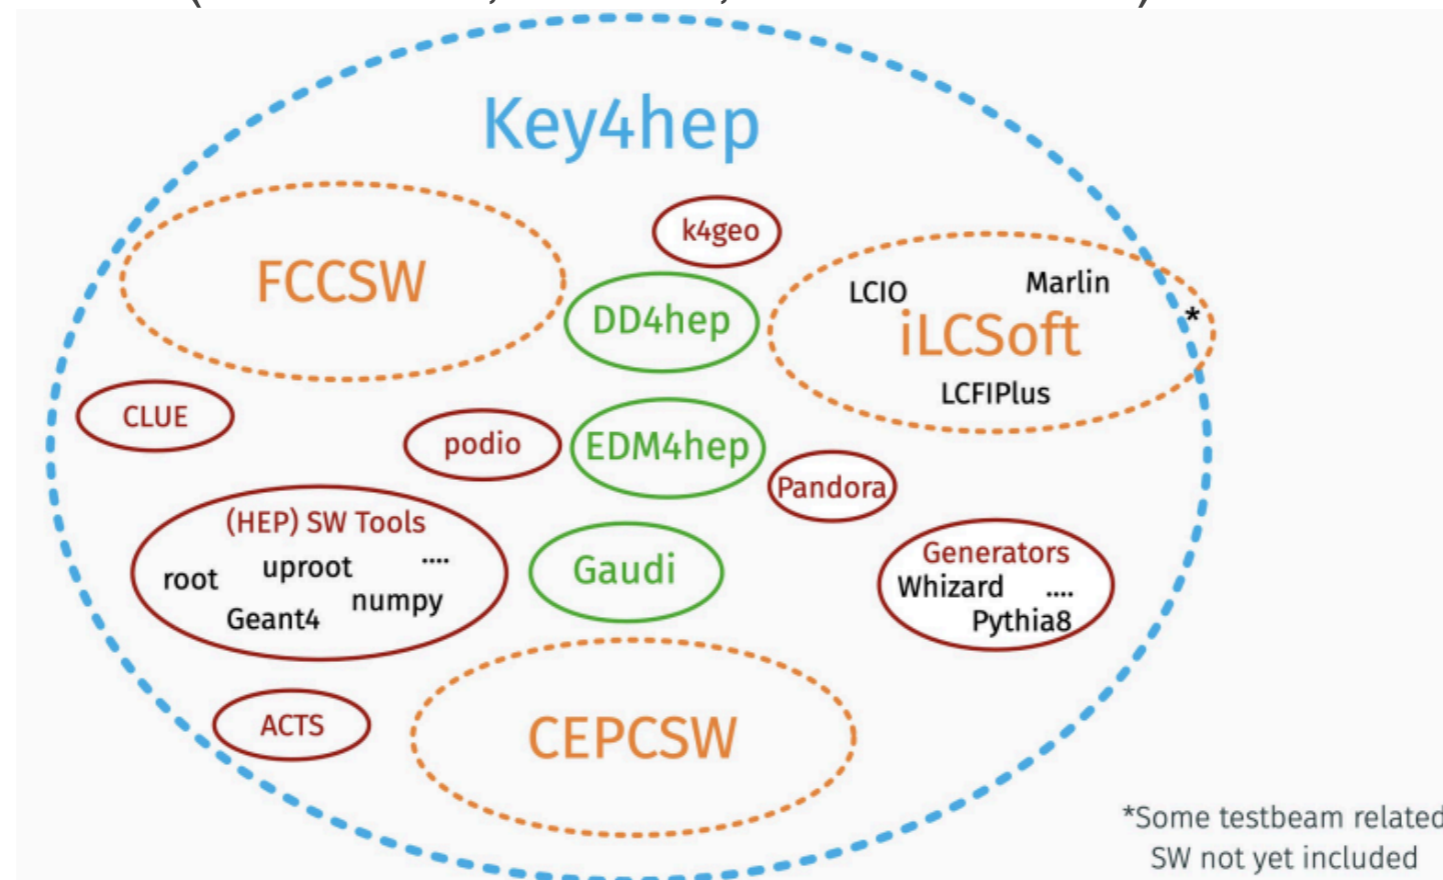 Key4hep
k4geo
FCCSW
DD4hep
LCIO
Marlin
iLCSoft
*
LCFIPlus
CLUE
podio
EDM4hep
Pandora
(HEP) SW Tools
root
uproot
....
Geant4
numpy
Gaudi
Generators
Whizard
....
Pythia8
ACTS
CEPCSW
*Some testbeam related
SW not yet included